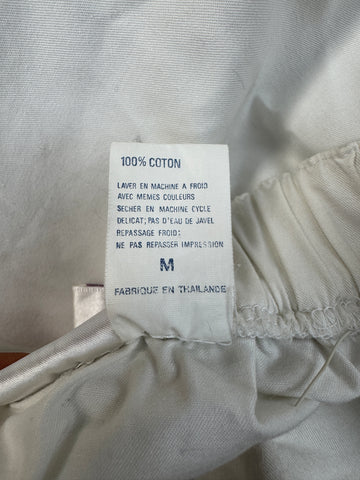 100% COTON
LAVER EN MACHINE A FROID
AVEC MEMES COULEURS
SECHER EN MACHINE CYCLE
DELICAT; PAS D'EAU DE JAVEL
REPASSAGE FROID;
NE PAS REPASSER IMPRESSION
M
FABRIQUE EN THAILANDE